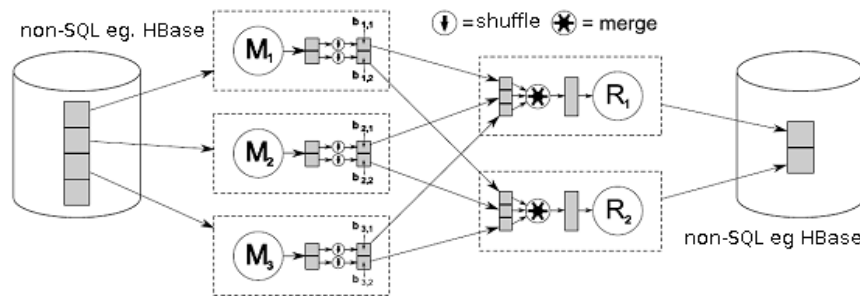 non-SQL eg. HBase
b1,1
M1
b1,2
= shuffle
= merge
b2,1
M2
b2,2
R1
b3,1
M3
b3,2
R2
non-SQL eg HBase